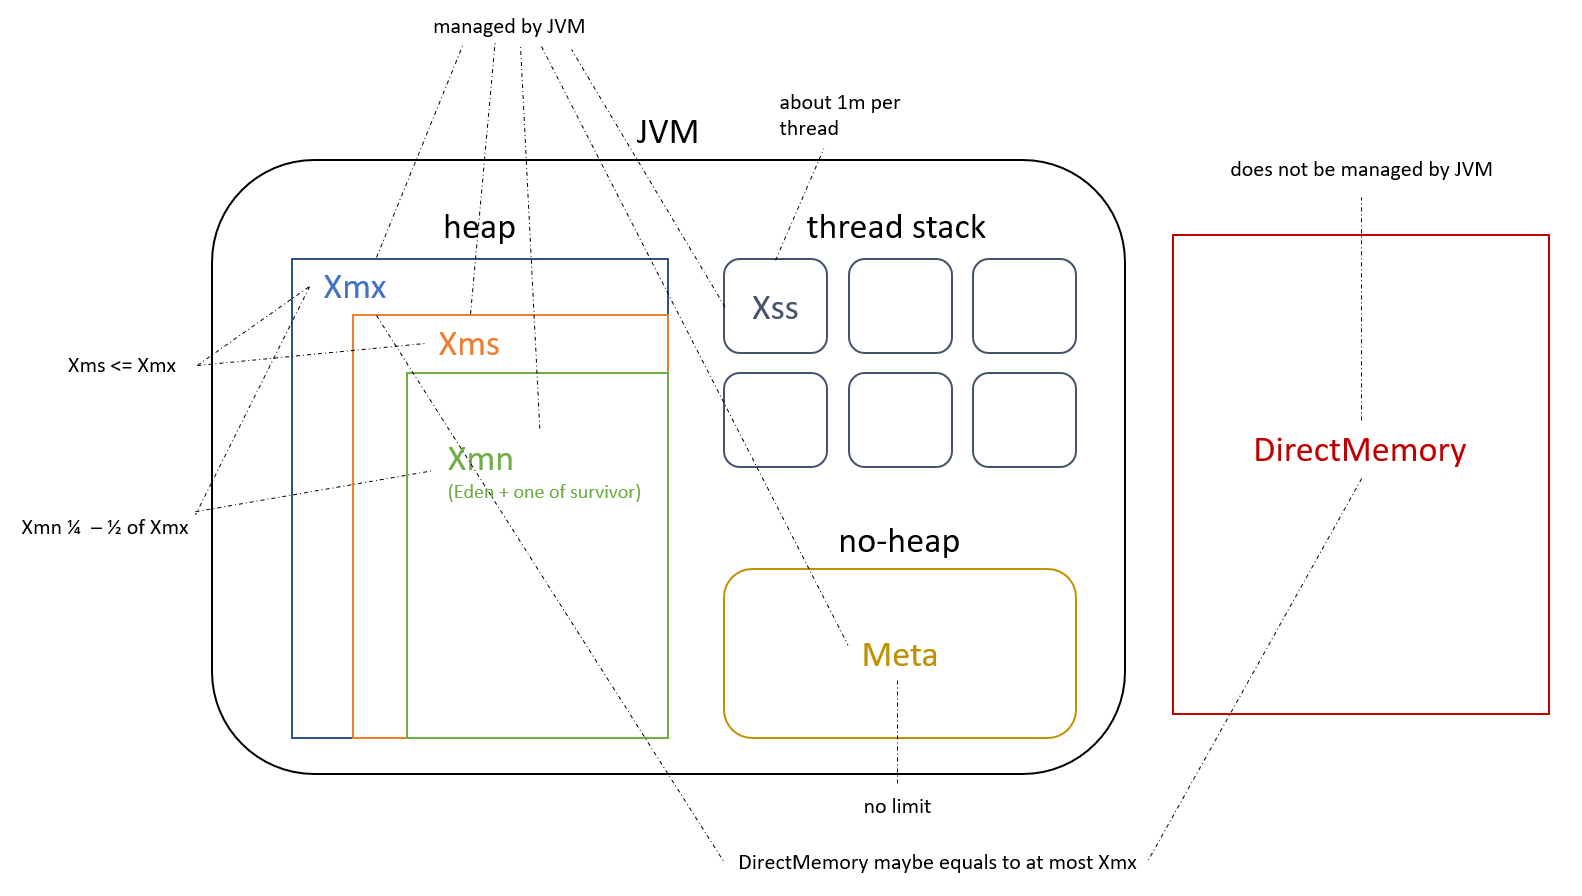 managed by JVM
about 1m per
thread
JVM
does not be managed by JVM
heap
thread stack
Xmx
Xss
Xms
Xms <= Xmx
DirectMemory
Xmn
(Eden + one of survivor)
Xmn ¼ – ½ of Xmx
no-heap
Meta
no limit
DirectMemory maybe equals to at most Xmx